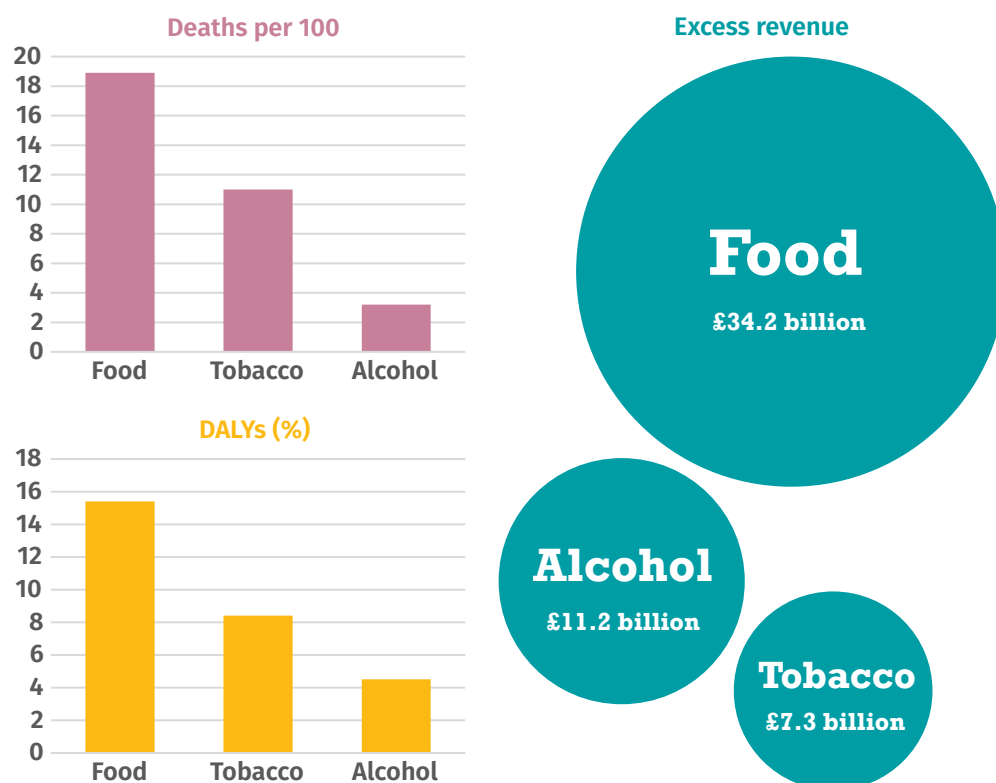 Deaths per 100
20
18
16
14
12
10
8
6
4
2
0
Food Tobacco Alcohol
DALYs (%)
18
16
14
12
10
8
6
4
2
0
Food Tobacco Alcohol
Excess revenue
Food
£34.2 billion
Alcohol
£11.2 billion
Tobacco
£7.3 billion